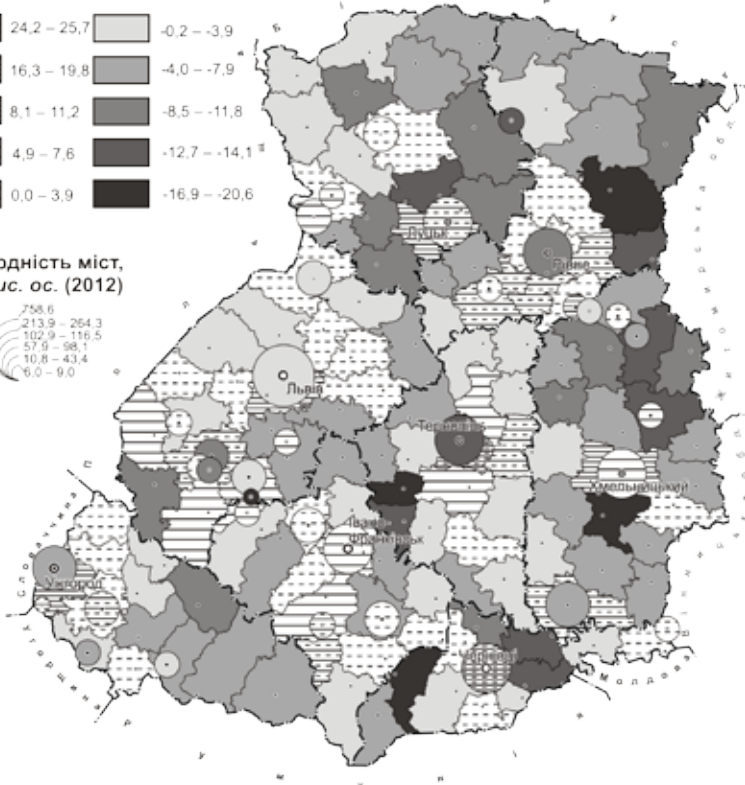 24,2 – 25,7
-0.2 – -3,9
16,3 – 19,8
-4,0 – -7,9
8,1 – 11,2
-8,5 – -11,8
4,9 – 7,6
-12,7 – -14,1
0,0 – 3,9
-16,9 – -20,6
одність міст,
ис. ос. (2012)
758,6
213,9 – 264,3
102,9 – 116,5
57,9 – 98,1
10,8 – 43,4
6,0 – 9,0
Луцьк
Рівне
Львів
Тернопіль
Хмельницький
Івано-
Франківськ
Ужгород
Чернівці
Словаччина
Угорщина
Молдова